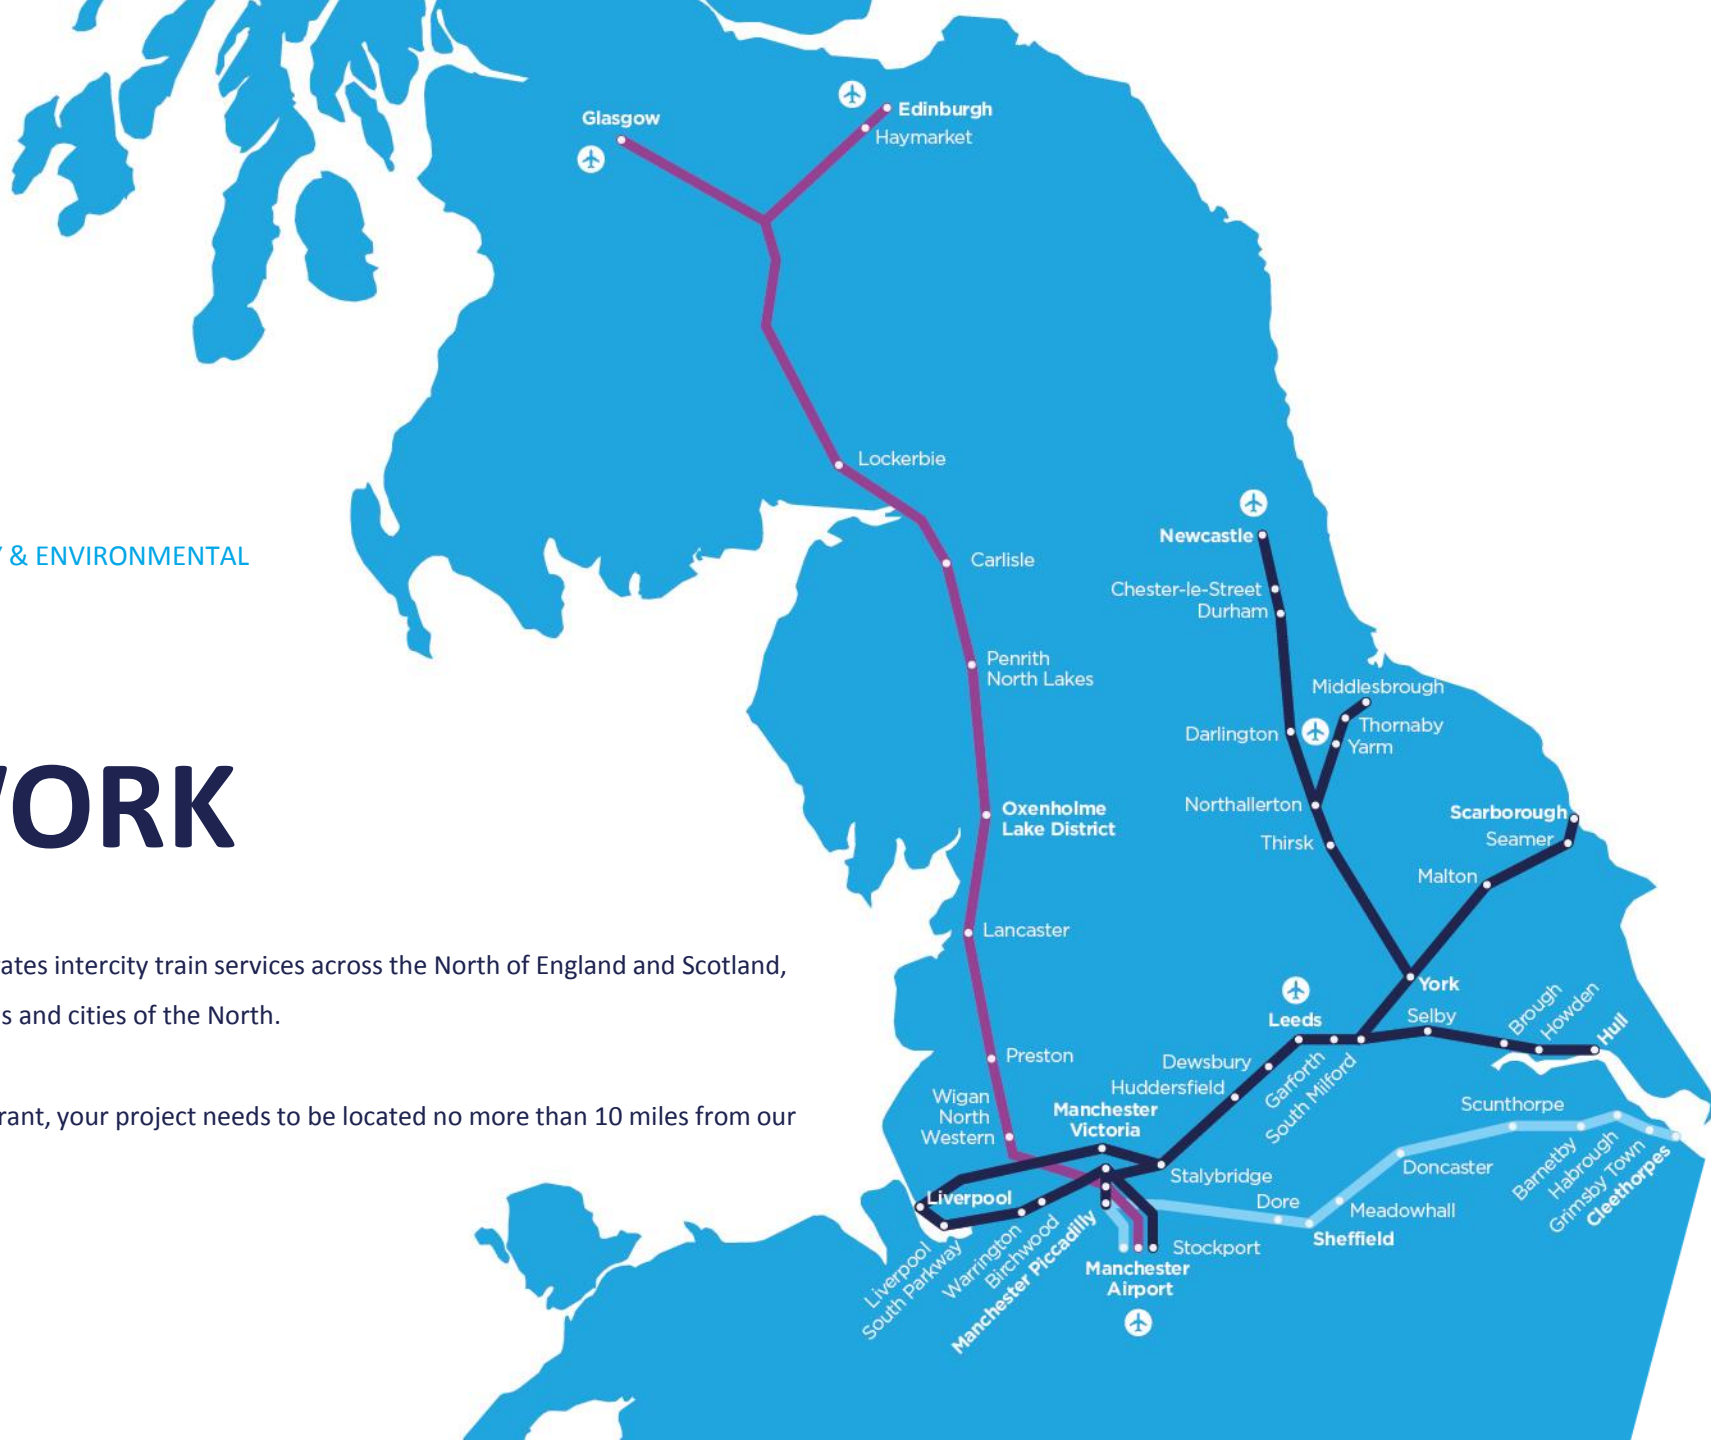 & ENVIRONMENTAL
ORK
ates intercity train services across the North of England and Scotland,
s and cities of the North.
rant, your project needs to be located no more than 10 miles from our
Glasgow
Edinburgh
Haymarket
Lockerbie
Carlisle
Penrith
North Lakes
Oxenholme
Lake District
Lancaster
Preston
Wigan
North
Western
Newcastle
Chester-le-Street
Durham
Middlesbrough
Thornaby
Yarm
Darlington
Northallerton
Thirsk
Scarborough
Seamer
Malton
York
Selby
Brough
Howden
Hull
Leeds
Garforth
South Milford
Dewsbury
Huddersfield
Manchester
Victoria
Stalybridge
Liverpool
Liverpool
South Parkway
Warrington
Birchwood
Manchester Piccadilly
Manchester
Airport
Stockport
Dore
Sheffield
Meadowhall
Doncaster
Scunthorpe
Barnetby
Habrough
Grimsby Town
Cleethorpes